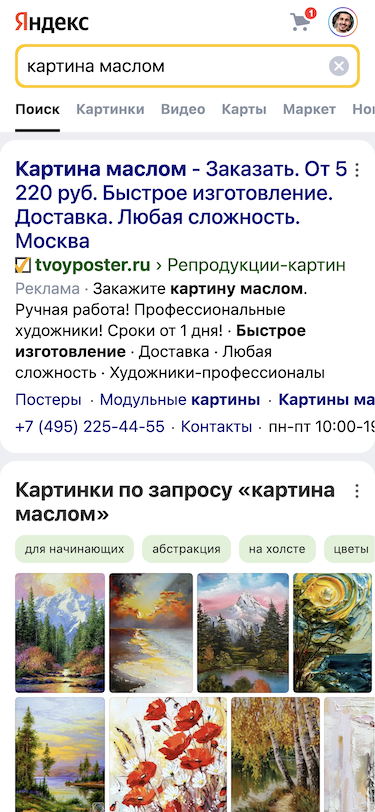 Яндекс
1
картина маслом
Поиск Картинки Видео Карты Маркет
Картина маслом – Заказать. От 5
220 руб. Быстрое изготовление.
Доставка. Любая сложность.
Москва
tvoyposter.ru › Репродукции-картин
Реклама · Закажите картину маслом.
Ручная работа! Профессиональные
художники! Сроки от 1 дня! · Быстрое
изготовление · Доставка · Любая
сложность · Художники-профессионалы
Постеры · Модульные картины · Картины ма
+7 (495) 225-44-55 · Контакты · пн-пт 10:00-19
Картинки по запросу «картина
маслом»
для начинающих абстракция на холсте цветы